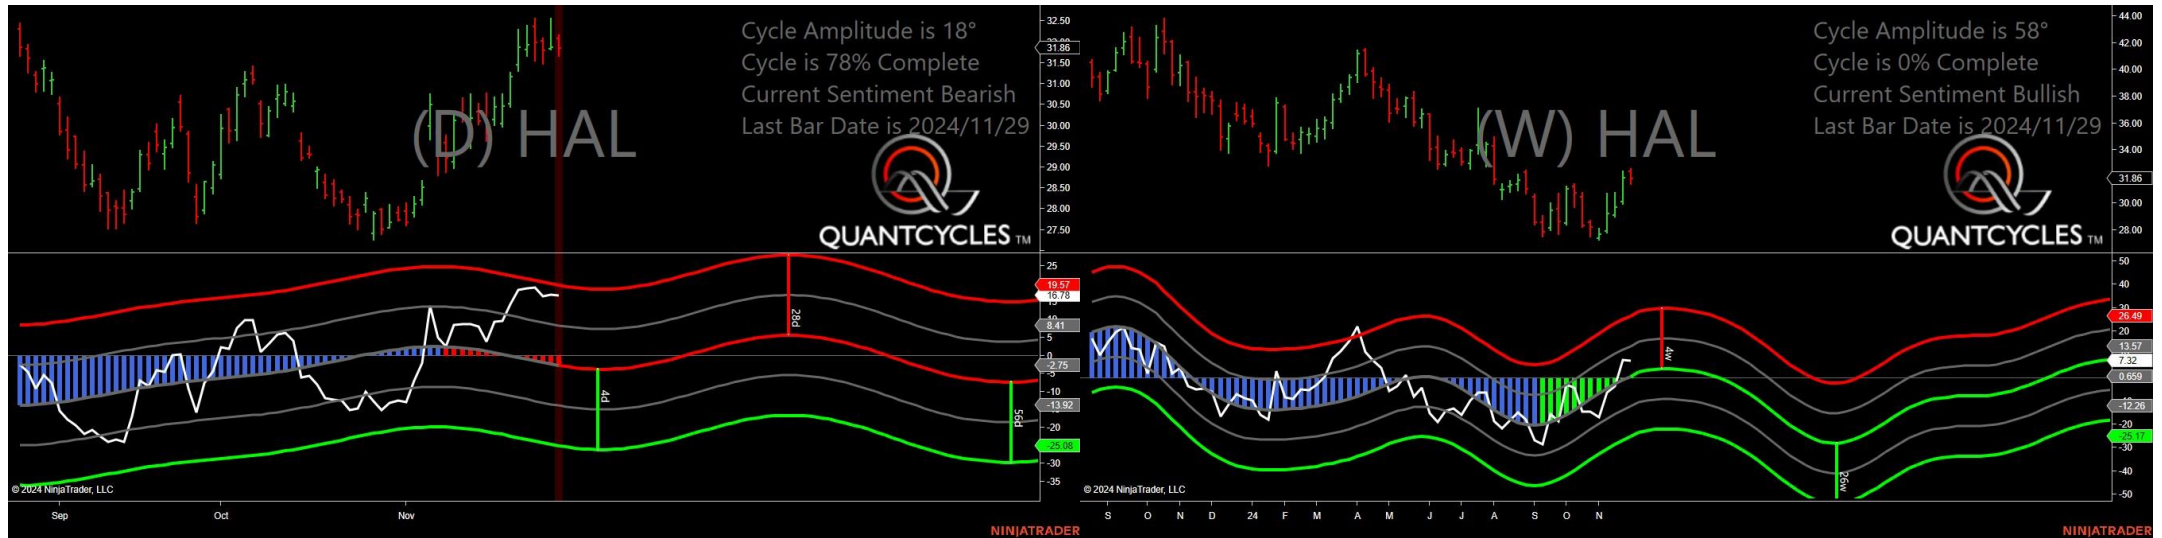 Cycle Amplitude is 18°
Cycle is 78% Complete
Current Sentiment Bearish
Last Bar Date is 2024/11/29
(D) HAL
QUANTCYCLES TM
32.50
31.86
31.50
31.00
30.50
30.00
29.50
29.00
28.50
28.00
27.50
25
19.57
16.78
8.41
5
0
-2.75
-5
-10
-13.92
-20
-25.08
-30
-35
28d
4d
56d
© 2024 NinjaTrader, LLC
Sep Oct Nov
NINJATRADER
Cycle Amplitude is 58°
Cycle is 0% Complete
Current Sentiment Bullish
Last Bar Date is 2024/11/29
(W) HAL
QUANTCYCLES TM
44.00
42.00
40.00
38.00
36.00
34.00
31.86
30.00
28.00
50
40
30
26.49
20
13.57
7.32
0.659
-12.26
-25.17
-30
-40
-50
4w
26w
© 2024 NinjaTrader, LLC
S O N D 24 F M A M J J A S O N
NINJATRADER